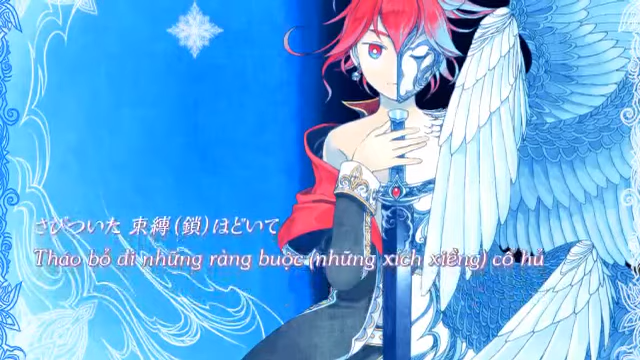 さびついた 束縛(鎖)ほどいて
Tháo bỏ đi những ràng buộc (những xích xiềng) cố hủ